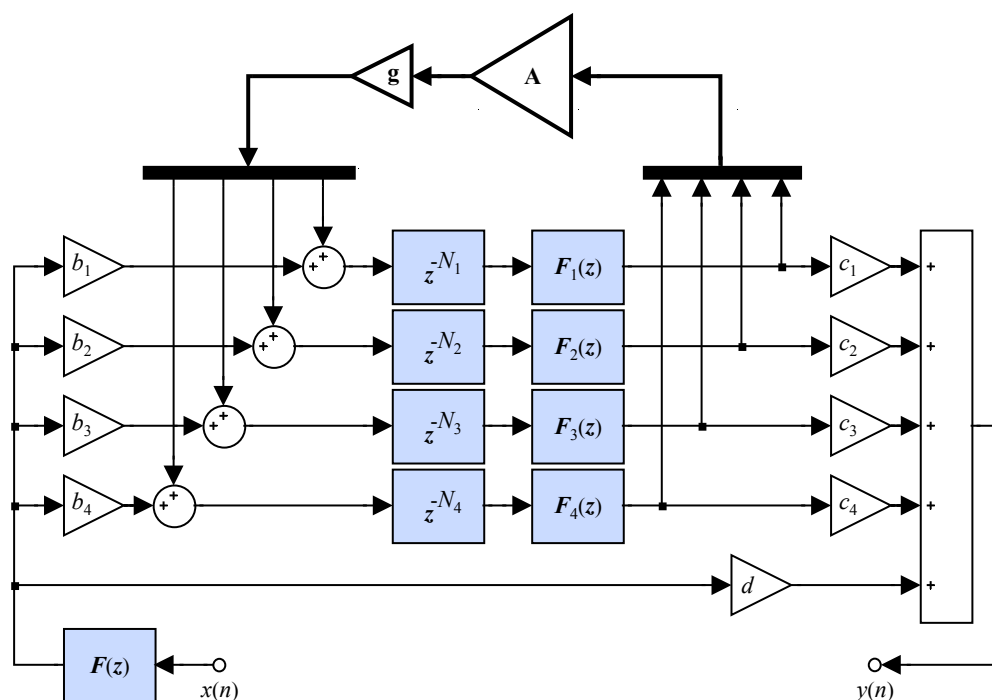 g A
+ + b₁ z⁻ᴺ¹ F₁(z) c₁ +
+ + b₂ z⁻ᴺ² F₂(z) c₂ +
+ + b₃ z⁻ᴺ³ F₃(z) c₃ +
+ + b₄ z⁻ᴺ⁴ F₄(z) c₄ +
d +
F(z) x(n) y(n)